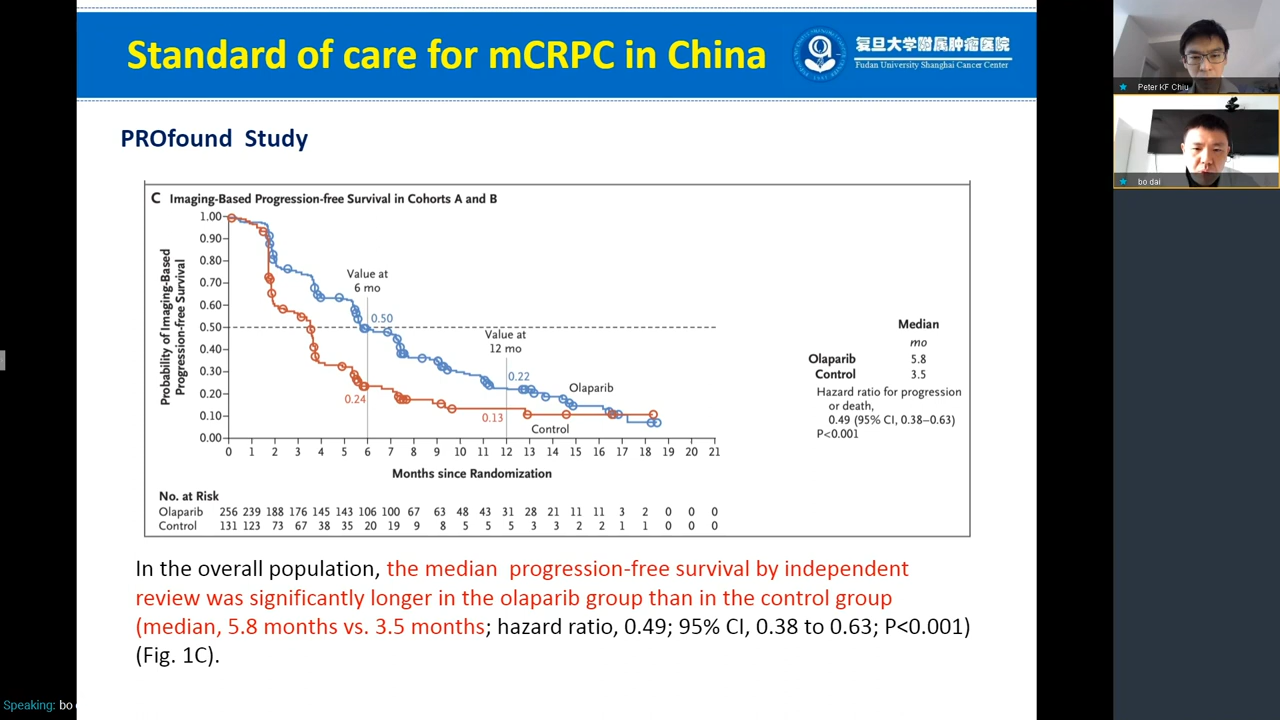 Standard of care for mCRPC in China
复旦大学附属肿瘤医院
Fudan University Shanghai Cancer Center
Peter KF Chiu
bo dai
PROfound Study
C Imaging-Based Progression-free Survival in Cohorts A and B
Probability of Imaging-Based
Progression-free Survival
1.00
0.90
0.80
0.70
0.60
0.50
0.40
0.30
0.20
0.10
0.00
Value at
6 mo
0.50
0.24
Value at
12 mo
0.22
0.13
Olaparib
Control
0 1 2 3 4 5 6 7 8 9 10 11 12 13 14 15 16 17 18 19 20 21
Months since Randomization
Median
mo
Olaparib 5.8
Control 3.5
Hazard ratio for progression
or death,
0.49 (95% CI, 0.38–0.63)
P<0.001
No. at Risk
Olaparib 256 239 188 176 145 143 106 100 67 63 48 43 31 28 21 11 11 3 2 0 0 0
Control 131 123 73 67 38 35 20 19 9 8 5 5 5 3 3 2 2 1 1 0 0 0
In the overall population, the median progression-free survival by independent
review was significantly longer in the olaparib group than in the control group
(median, 5.8 months vs. 3.5 months; hazard ratio, 0.49; 95% CI, 0.38 to 0.63; P<0.001)
(Fig. 1C).
Speaking: bo